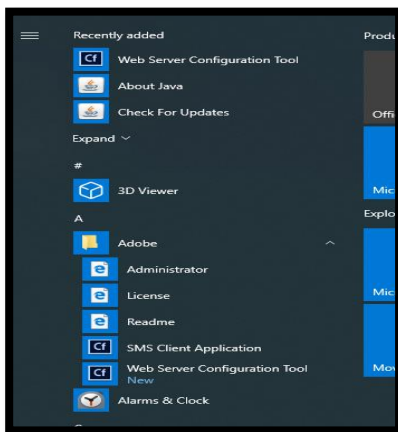 Recently added
Web Server Configuration Tool
About Java
Check For Updates
Expand
#
3D Viewer
A
Adobe
Administrator
License
Readme
SMS Client Application
Web Server Configuration Tool
New
Alarms & Clock
Produ
Offi
Mic
Explo
Mic
Mov